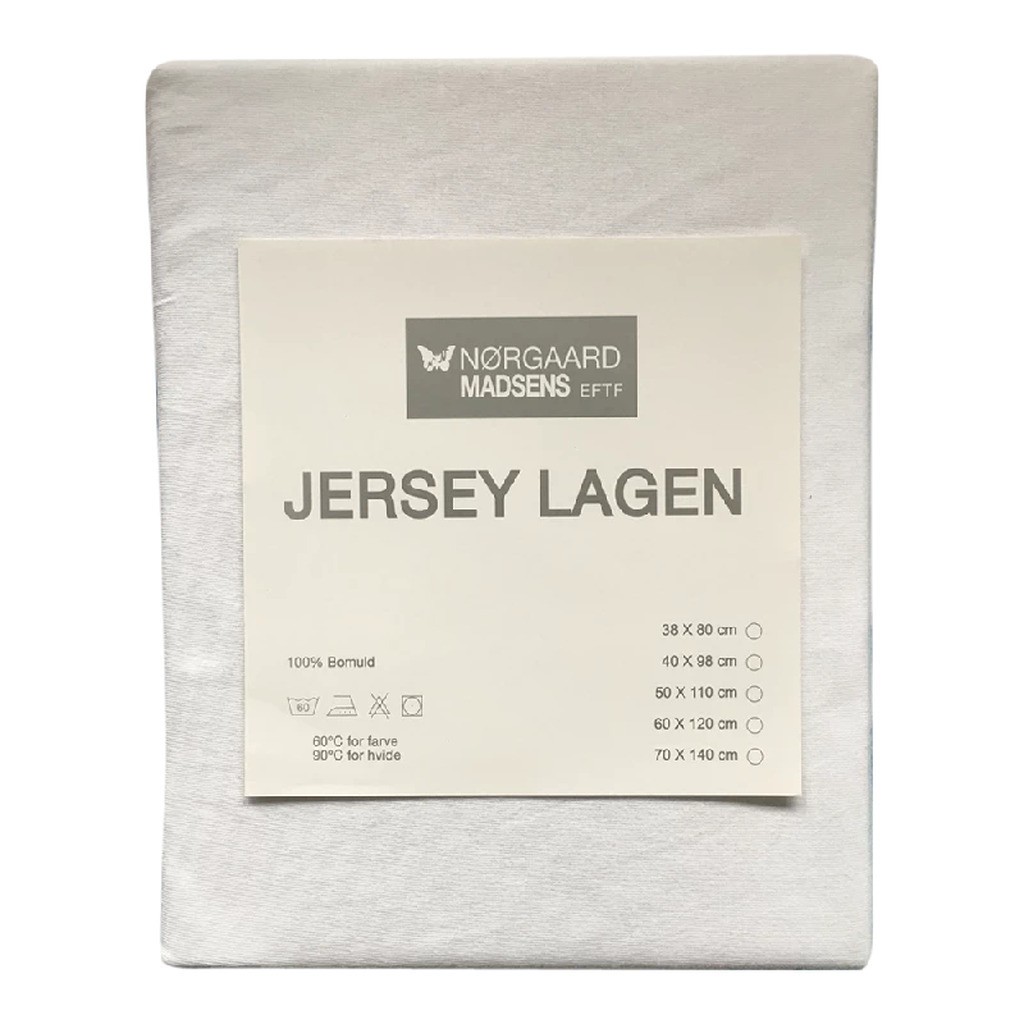 NØRGAARD
MADSENS EFTF
JERSEY LAGEN
38 X 80 cm
40 X 98 cm
50 X 110 cm
60 X 120 cm
70 X 140 cm
100% Bomuld
60
60°C for farve
90°C for hvide